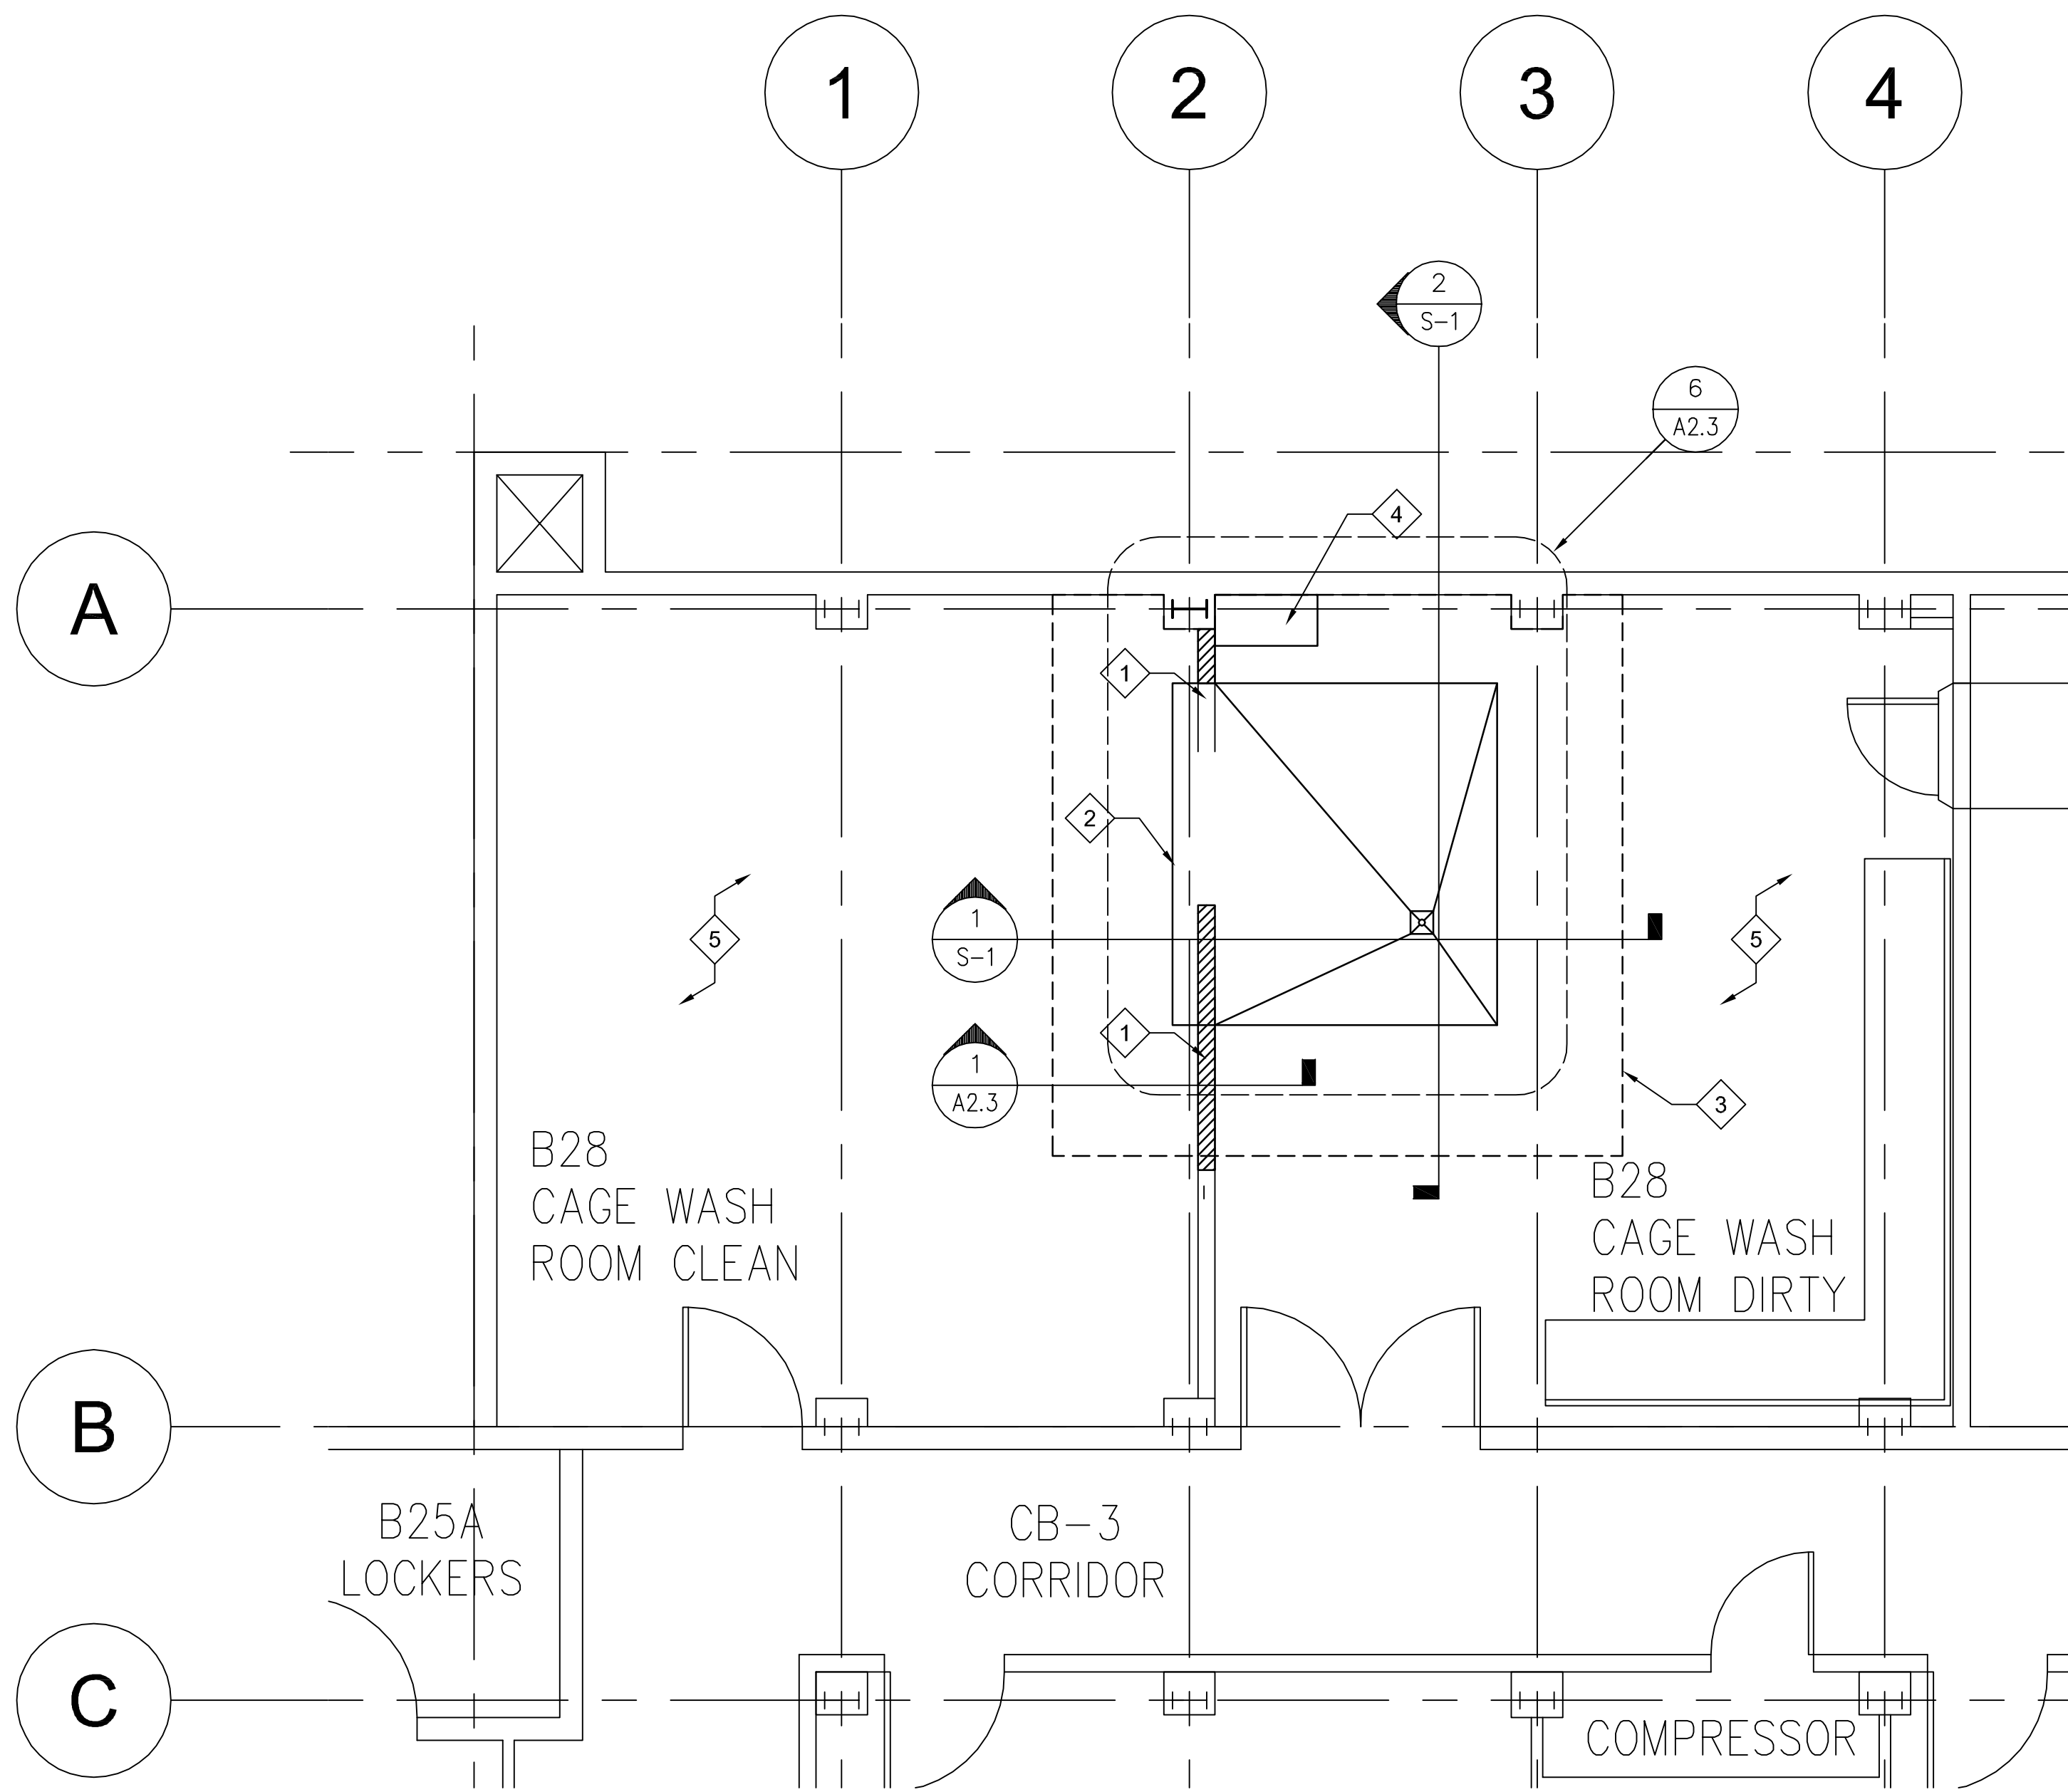 1
2
3
4
2
S-1
6
A2.3
4
A
1
2
5
1
S-1
5
1
1
A2.3
3
B28
CAGE WASH
ROOM CLEAN
B28
CAGE WASH
ROOM DIRTY
B
B25A
LOCKERS
CB-3
CORRIDOR
C
COMPRESSOR